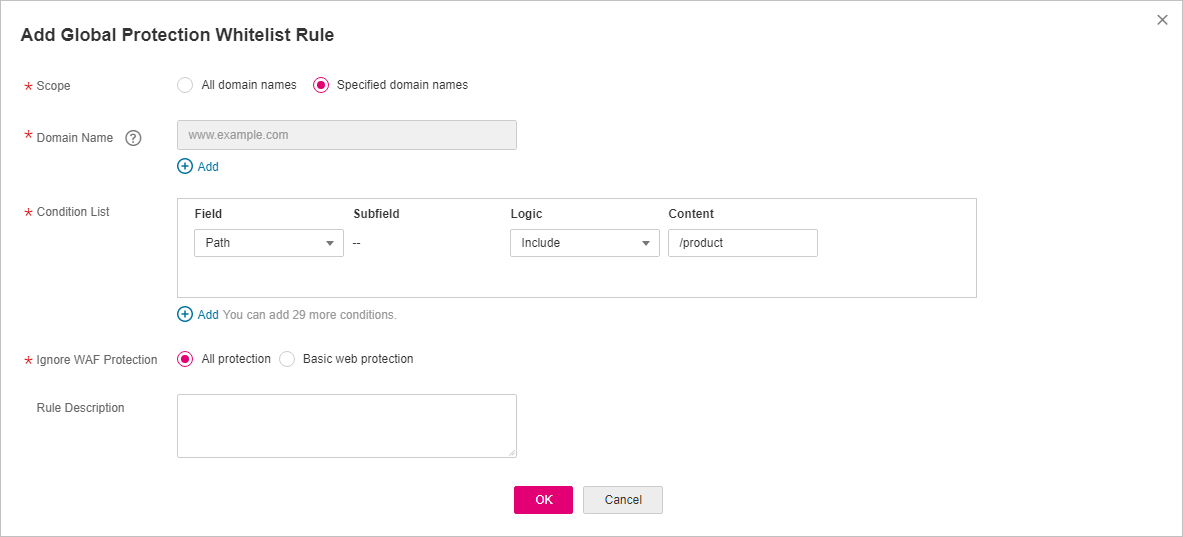 Add Global Protection Whitelist Rule
* Scope All domain names Specified domain names
* Domain Name ? www.example.com
Add
* Condition List
Field Subfield Logic Content
Path -- Include /product
Add You can add 29 more conditions.
* Ignore WAF Protection All protection Basic web protection
Rule Description
OK Cancel